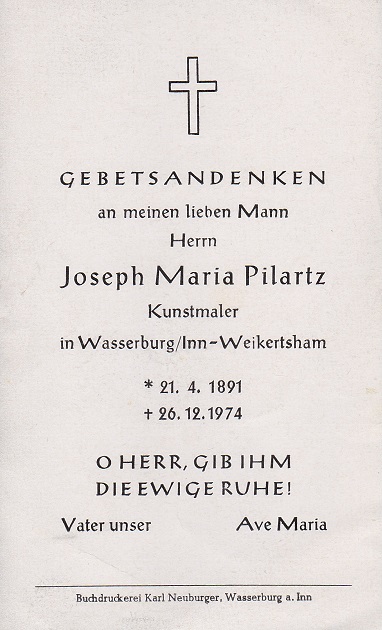 GEBETSANDENKEN
an meinen lieben Mann
Herrn
Joseph Maria Pilartz
Kunstmaler
in Wasserburg/Inn-Weikertsham
* 21. 4. 1891
† 26.12.1974
O HERR, GIB IHM
DIE EWIGE RUHE!
Vater unser Ave Maria
Buchdruckerei Karl Neuburger, Wasserburg a. Inn